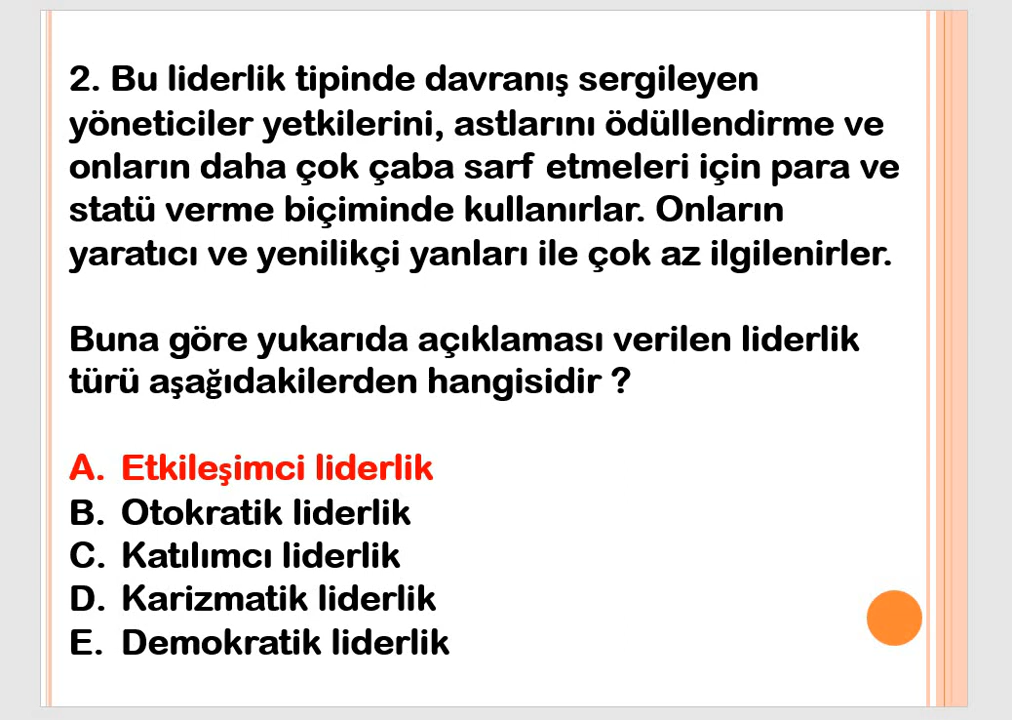 2. Bu liderlik tipinde davranış sergileyen
yöneticiler yetkilerini, astlarını ödüllendirme ve
onların daha çok çaba sarf etmeleri için para ve
statü verme biçiminde kullanırlar. Onların
yaratıcı ve yenilikçi yanları ile çok az ilgilenirler.
Buna göre yukarıda açıklaması verilen liderlik
türü aşağıdakilerden hangisidir ?
A. Etkileşimci liderlik
B. Otokratik liderlik
C. Katılımcı liderlik
D. Karizmatik liderlik
E. Demokratik liderlik